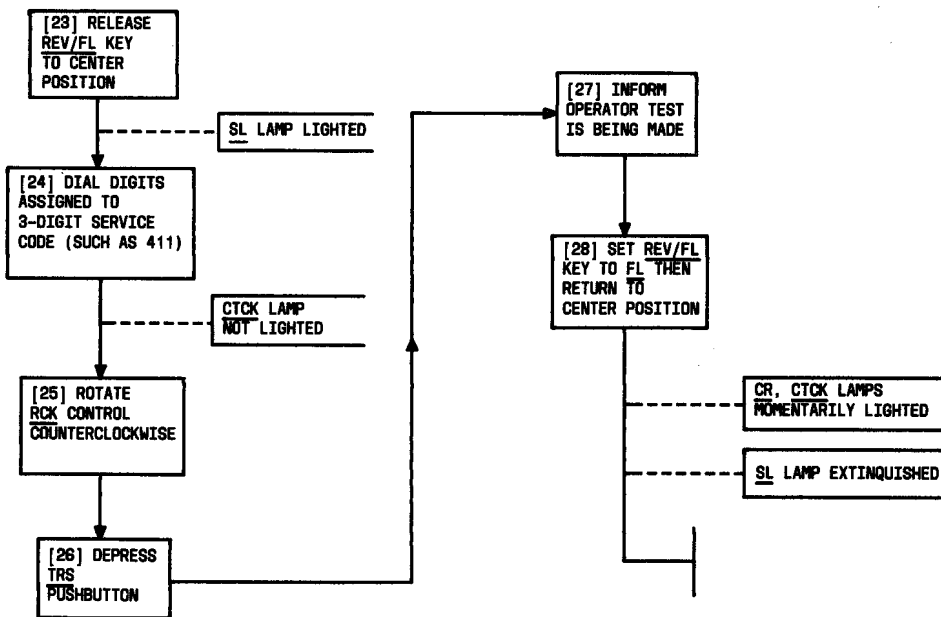 [23] RELEASE
REV/FL KEY
TO CENTER
POSITION
SL LAMP LIGHTED
[24] DIAL DIGITS
ASSIGNED TO
3-DIGIT SERVICE
CODE (SUCH AS 411)
CTCK LAMP
NOT LIGHTED
[25] ROTATE
RCK CONTROL
COUNTERCLOCKWISE
[26] DEPRESS
TRS
PUSHBUTTON
[27] INFORM
OPERATOR TEST
IS BEING MADE
[28] SET REV/FL
KEY TO FL THEN
RETURN TO
CENTER POSITION
CR, CTCK LAMPS
MOMENTARILY LIGHTED
SL LAMP EXTINQUISHED